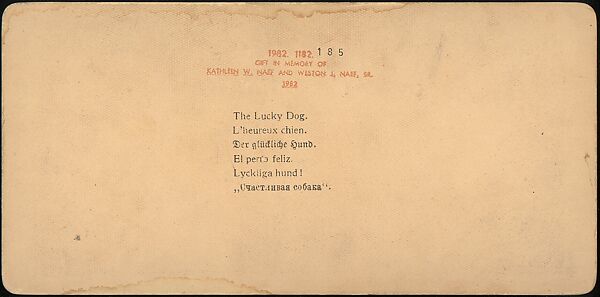 1982. 1182. 185
GIFT IN MEMORY OF
KATHLEEN W. NAEF AND WESTON J. NAEF, SR.
1982
The Lucky Dog.
L'heureux chien.
Der glückliche Hund.
El perro feliz.
Lyckliga hund!
„Счастливая собака“.